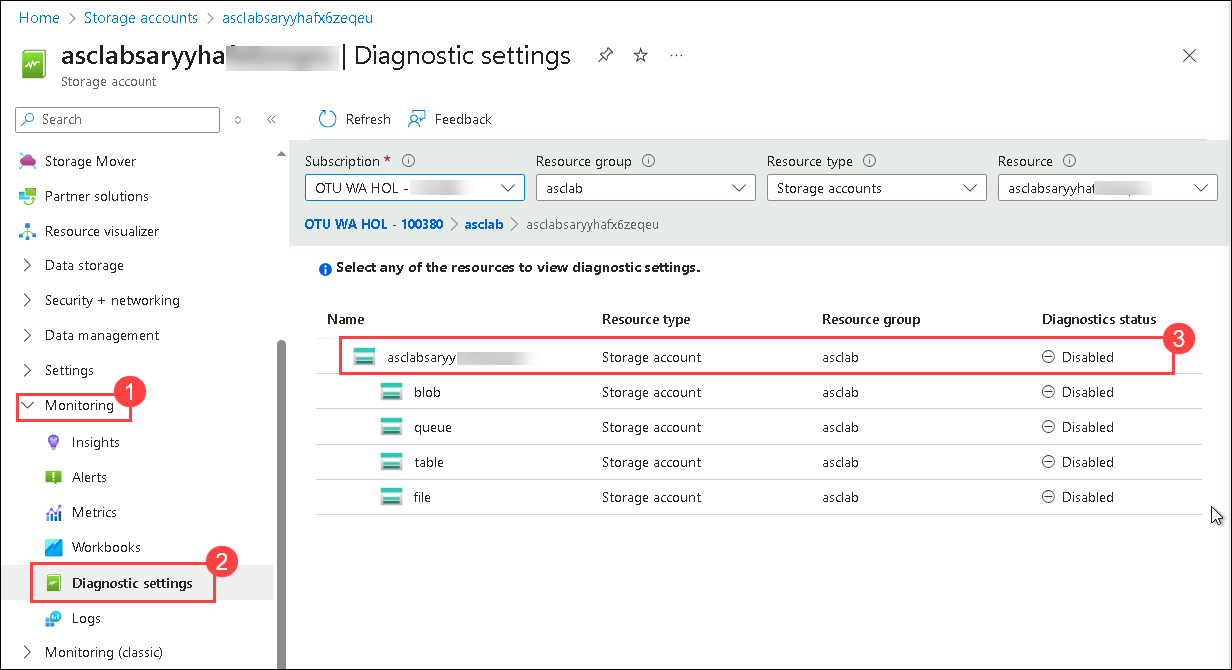 Home > Storage accounts > asclabsaryyhafx6zeqeu
asclabsaryyha | Diagnostic settings
Storage account
Search
Refresh
Feedback
Storage Mover
Partner solutions
Resource visualizer
Data storage
Security + networking
Data management
Settings
Monitoring
1
Insights
Alerts
Metrics
Workbooks
Diagnostic settings
2
Logs
Monitoring (classic)
Subscription * Resource group Resource type Resource
OTU WA HOL - asclab Storage accounts asclabsaryyha
OTU WA HOL - 100380 > asclab > asclabsaryyhafx6zeqeu
Select any of the resources to view diagnostic settings.
Name Resource type Resource group Diagnostics status
3
asclabsaryy Storage account asclab Disabled
blob Storage account asclab Disabled
queue Storage account asclab Disabled
table Storage account asclab Disabled
file Storage account asclab Disabled